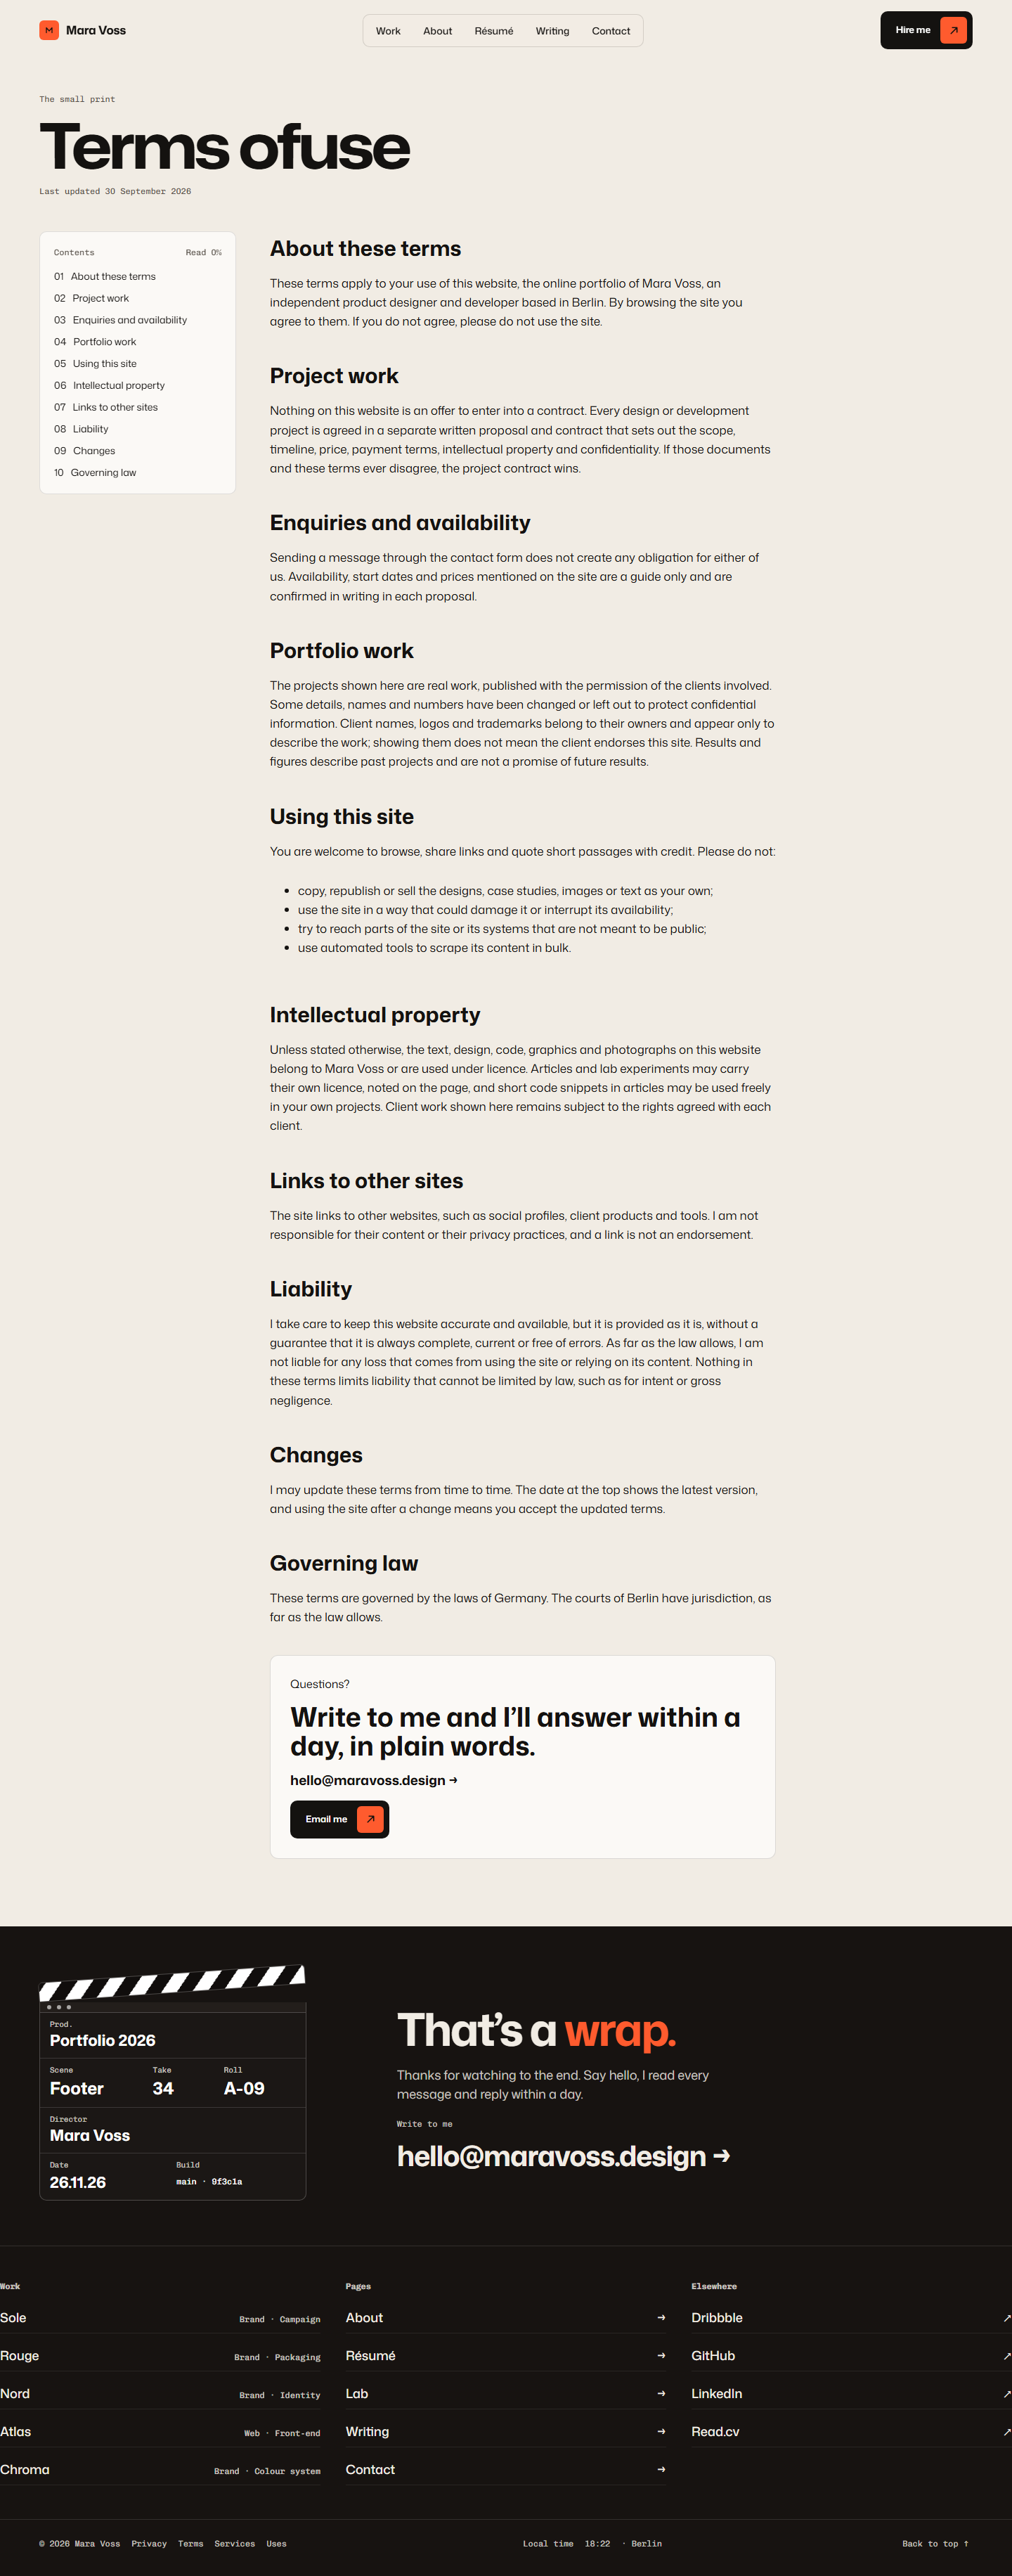 M Mara Voss
Work About Résumé Writing Contact
Hire me
The small print
Terms ofuse
Last updated 30 September 2026
Contents Read 0%
01 About these terms
02 Project work
03 Enquiries and availability
04 Portfolio work
05 Using this site
06 Intellectual property
07 Links to other sites
08 Liability
09 Changes
10 Governing law
About these terms
These terms apply to your use of this website, the online portfolio of Mara Voss, an
independent product designer and developer based in Berlin. By browsing the site you
agree to them. If you do not agree, please do not use the site.
Project work
Nothing on this website is an offer to enter into a contract. Every design or development
project is agreed in a separate written proposal and contract that sets out the scope,
timeline, price, payment terms, intellectual property and confidentiality. If those documents
and these terms ever disagree, the project contract wins.
Enquiries and availability
Sending a message through the contact form does not create any obligation for either of
us. Availability, start dates and prices mentioned on the site are a guide only and are
confirmed in writing in each proposal.
Portfolio work
The projects shown here are real work, published with the permission of the clients involved.
Some details, names and numbers have been changed or left out to protect confidential
information. Client names, logos and trademarks belong to their owners and appear only to
describe the work; showing them does not mean the client endorses this site. Results and
figures describe past projects and are not a promise of future results.
Using this site
You are welcome to browse, share links and quote short passages with credit. Please do not:
• copy, republish or sell the designs, case studies, images or text as your own;
• use the site in a way that could damage it or interrupt its availability;
• try to reach parts of the site or its systems that are not meant to be public;
• use automated tools to scrape its content in bulk.
Intellectual property
Unless stated otherwise, the text, design, code, graphics and photographs on this website
belong to Mara Voss or are used under licence. Articles and lab experiments may carry
their own licence, noted on the page, and short code snippets in articles may be used freely
in your own projects. Client work shown here remains subject to the rights agreed with each
client.
Links to other sites
The site links to other websites, such as social profiles, client products and tools. I am not
responsible for their content or their privacy practices, and a link is not an endorsement.
Liability
I take care to keep this website accurate and available, but it is provided as it is, without a
guarantee that it is always complete, current or free of errors. As far as the law allows, I am
not liable for any loss that comes from using the site or relying on its content. Nothing in
these terms limits liability that cannot be limited by law, such as for intent or gross
negligence.
Changes
I may update these terms from time to time. The date at the top shows the latest version,
and using the site after a change means you accept the updated terms.
Governing law
These terms are governed by the laws of Germany. The courts of Berlin have jurisdiction, as
far as the law allows.
Questions?
Write to me and I’ll answer within a
day, in plain words.
hello@maravoss.design →
Email me
Prod.
Portfolio 2026
Scene Take Roll
Footer 34 A-09
Director
Mara Voss
Date Build
26.11.26 main · 9f3c1a
That’s a wrap.
Thanks for watching to the end. Say hello, I read every
message and reply within a day.
Write to me
hello@maravoss.design →
Work
Sole Brand · Campaign
Rouge Brand · Packaging
Nord Brand · Identity
Atlas Web · Front-end
Chroma Brand · Colour system
Pages
About →
Résumé →
Lab →
Writing →
Contact →
Elsewhere
Dribbble ↗
GitHub ↗
LinkedIn ↗
Read.cv ↗
© 2026 Mara Voss Privacy Terms Services Uses
Local time 18:22 · Berlin
Back to top ↑